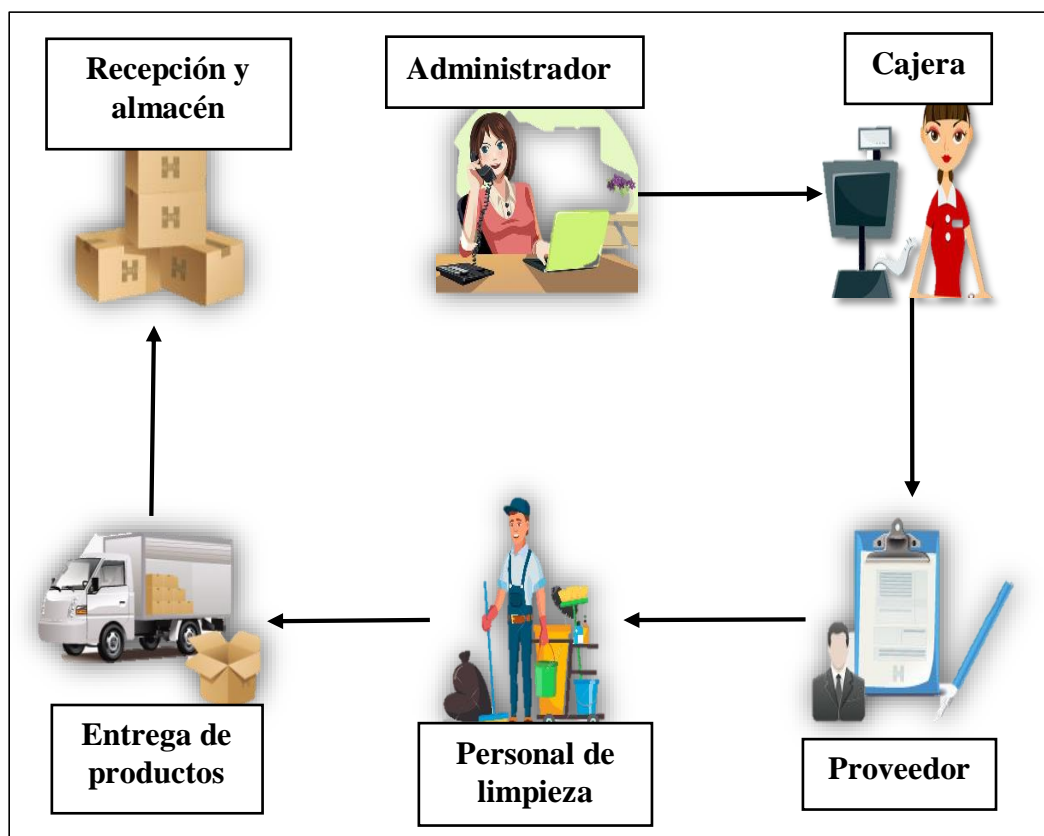 Recepción y
almacén
Administrador
Cajera
H
H
H
Entrega de
productos
Personal de
limpieza
H
Proveedor